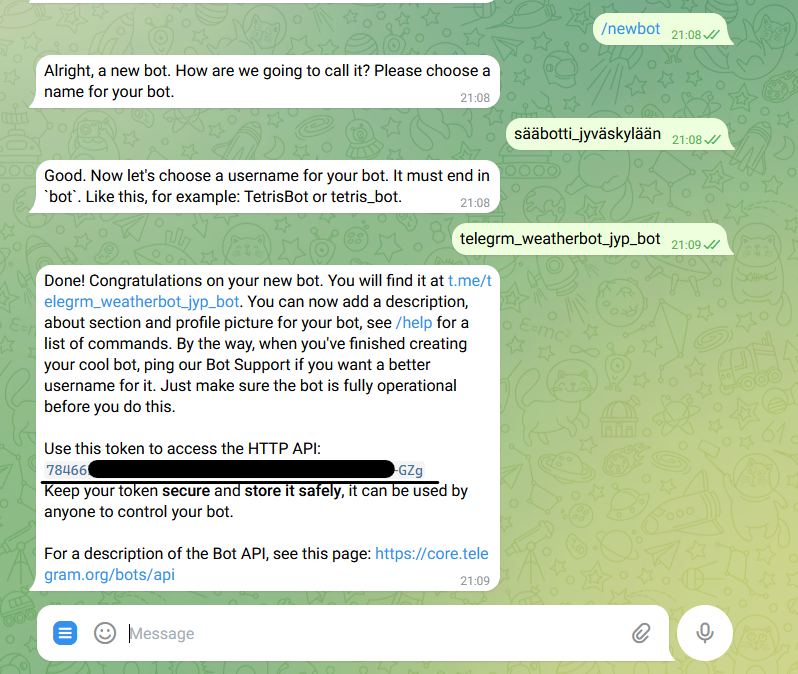 /newbot
21:08
Alright, a new bot. How are we going to call it? Please choose a
name for your bot.
21:08
sääbotti_jyväskylään
21:08
Good. Now let's choose a username for your bot. It must end in
`bot`. Like this, for example: TetrisBot or tetris_bot.
21:08
telegrm_weatherbot_jyp_bot
21:09
Done! Congratulations on your new bot. You will find it at t.me/t
elegrm_weatherbot_jyp_bot. You can now add a description,
about section and profile picture for your bot, see /help for a
list of commands. By the way, when you've finished creating
your cool bot, ping our Bot Support if you want a better
username for it. Just make sure the bot is fully operational
before you do this.
Use this token to access the HTTP API:
78466 -GZg
Keep your token secure and store it safely, it can be used by
anyone to control your bot.
For a description of the Bot API, see this page: https://core.tele
gram.org/bots/api
21:09
Message